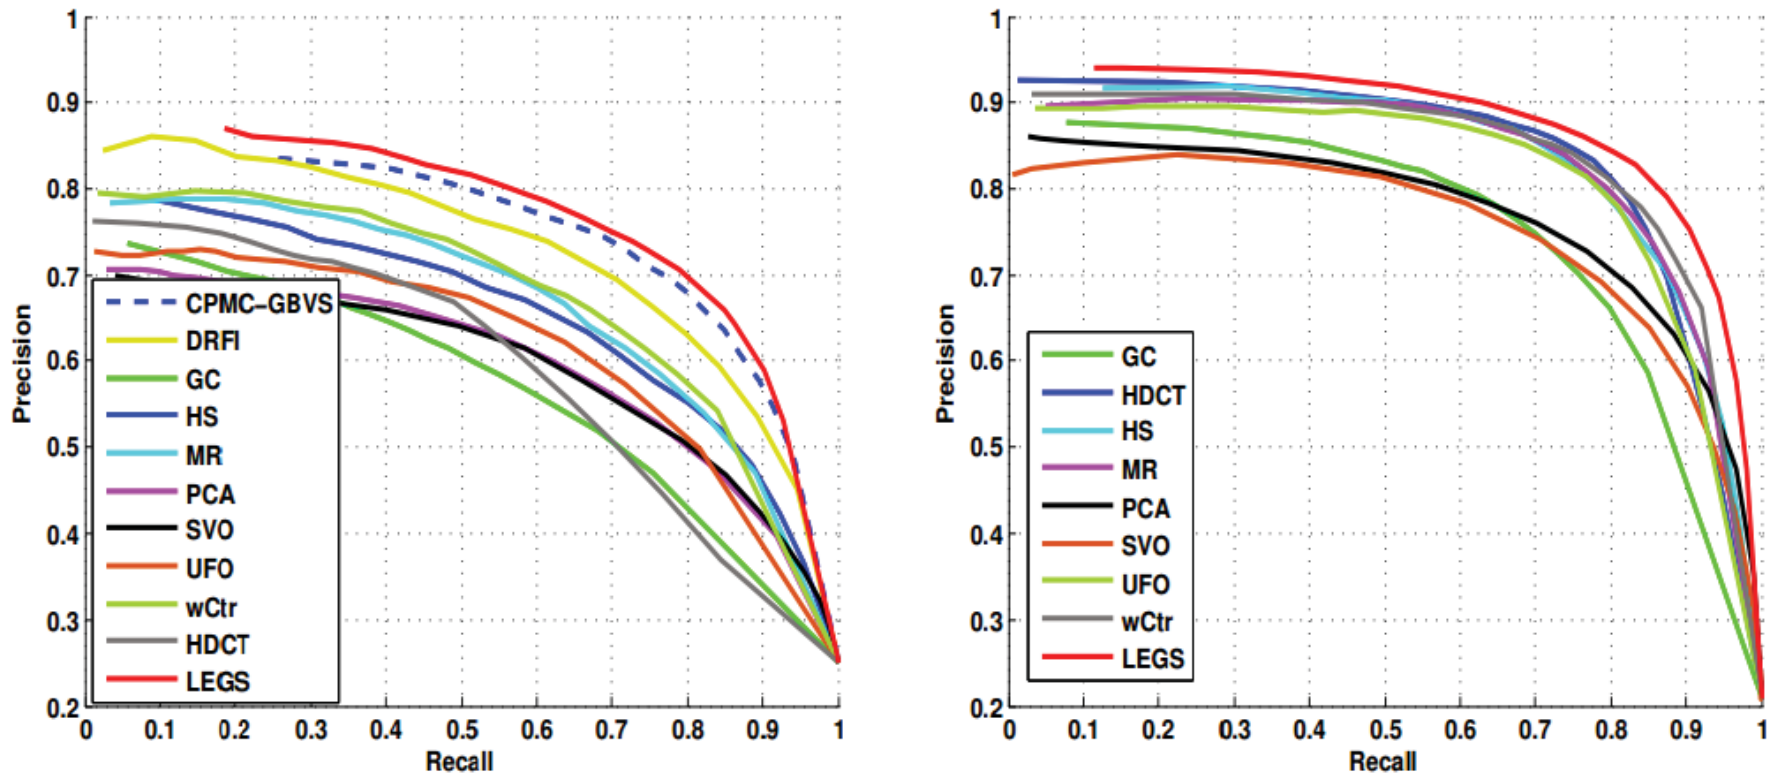 1
0.9
0.8
0.7
0.6
0.5
0.4
0.3
0.2
Precision
CPMC-GBVS
DRFI
GC
HS
MR
PCA
SVO
UFO
wCtr
HDCT
LEGS
0 0.1 0.2 0.3 0.4 0.5 0.6 0.7 0.8 0.9 1
Recall
1
0.9
0.8
0.7
0.6
0.5
0.4
0.3
0.2
Precision
GC
HDCT
HS
MR
PCA
SVO
UFO
wCtr
LEGS
0 0.1 0.2 0.3 0.4 0.5 0.6 0.7 0.8 0.9 1
Recall